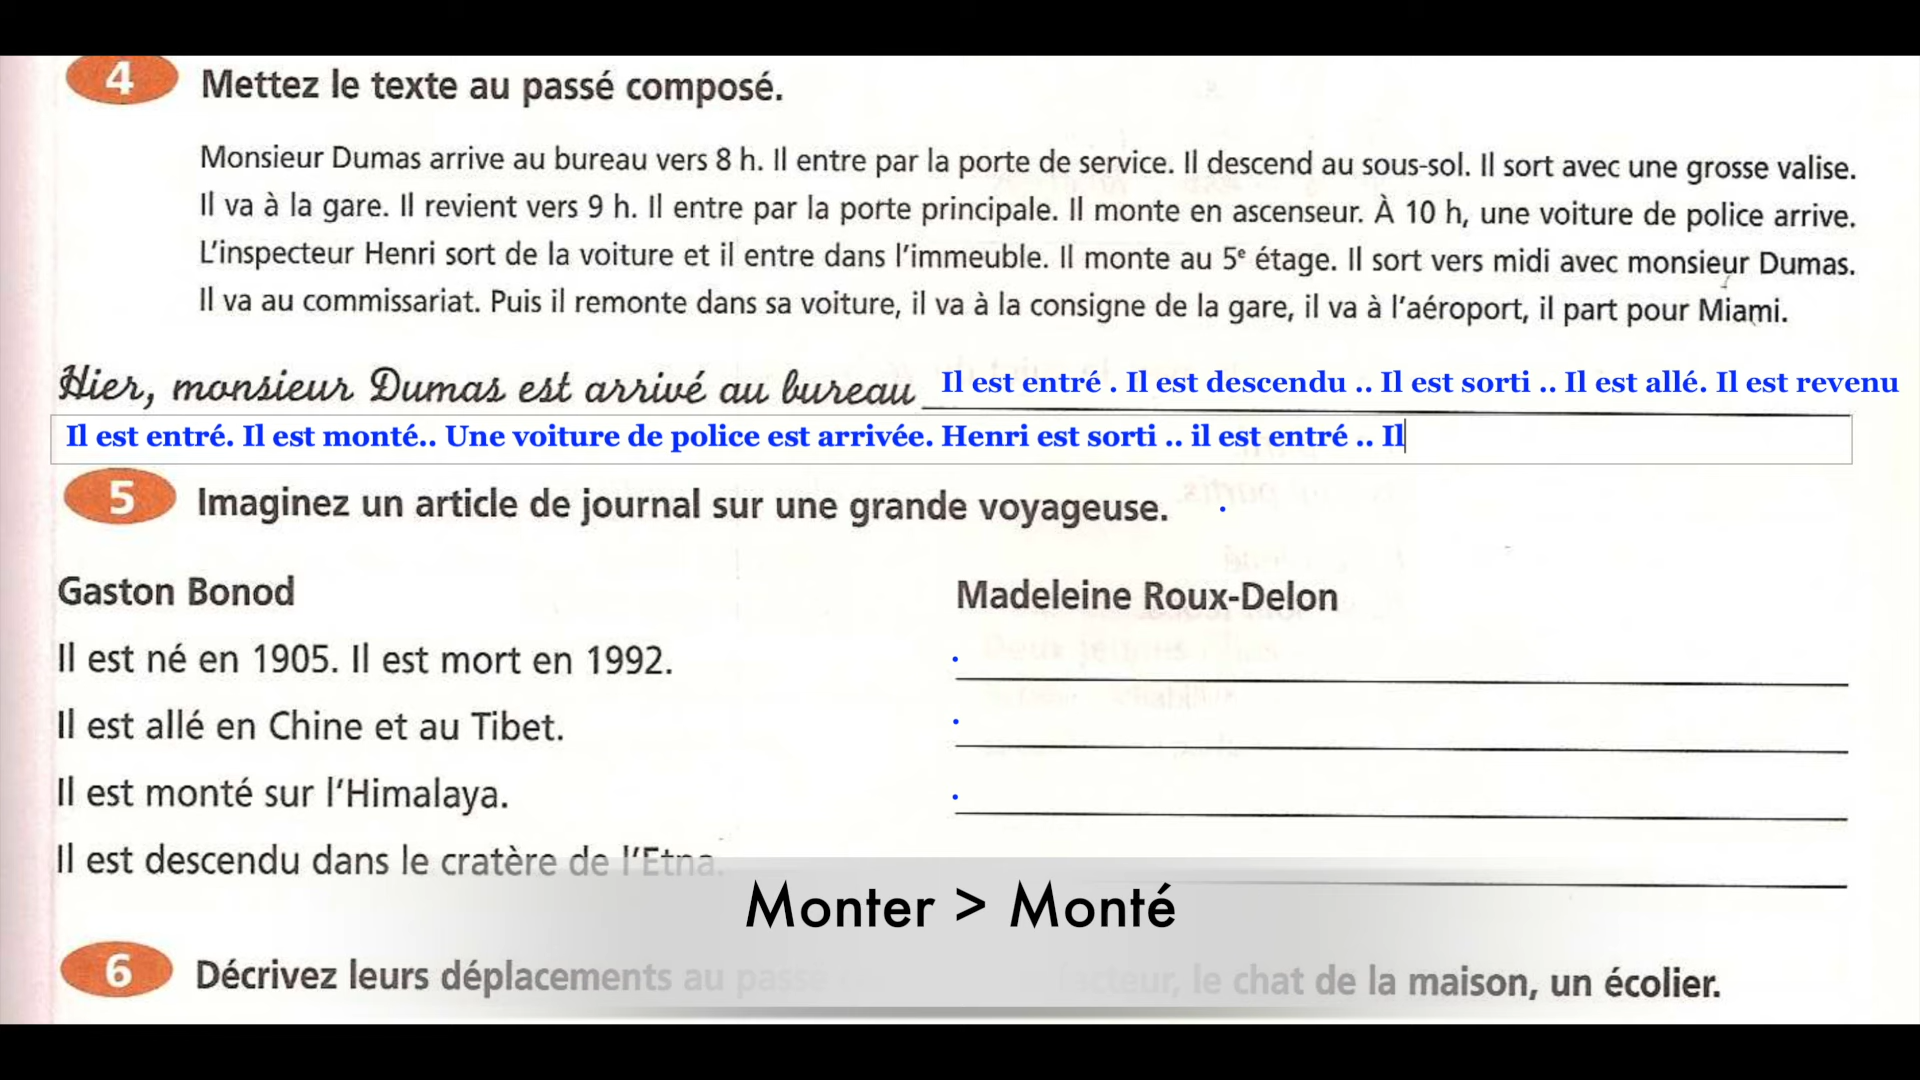 4 Mettez le texte au passé composé.
Monsieur Dumas arrive au bureau vers 8 h. Il entre par la porte de service. Il descend au sous-sol. Il sort avec une grosse valise.
Il va à la gare. Il revient vers 9 h. Il entre par la porte principale. Il monte en ascenseur. À 10 h, une voiture de police arrive.
L'inspecteur Henri sort de la voiture et il entre dans l'immeuble. Il monte au 5e étage. Il sort vers midi avec monsieur Dumas.
Il va au commissariat. Puis il remonte dans sa voiture, il va à la consigne de la gare, il va à l'aéroport, il part pour Miami.
Hier, monsieur Dumas est arrivé au bureau Il est entré . Il est descendu .. Il est sorti .. Il est allé. Il est revenu
Il est entré. Il est monté.. Une voiture de police est arrivée. Henri est sorti .. il est entré .. Il
5 Imaginez un article de journal sur une grande voyageuse.
Gaston Bonod
Madeleine Roux-Delon
Il est né en 1905. Il est mort en 1992.
Il est allé en Chine et au Tibet.
Il est monté sur l'Himalaya.
Il est descendu dans le cratère de l'Etna.
Monter > Monté
6 Décrivez leurs déplacements au passé facteur, le chat de la maison, un écolier.